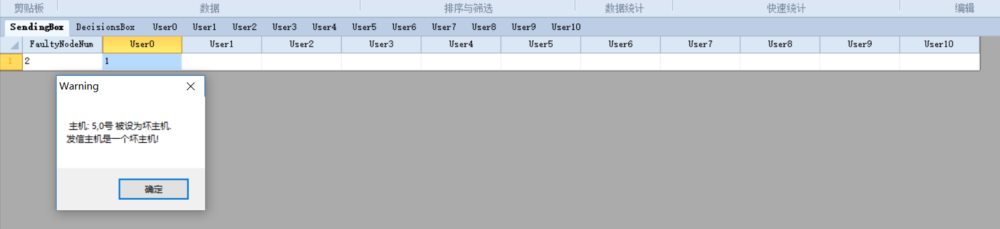 剪贴板 数据 排序与筛选 数据统计 快速统计 编辑
SendingBox DecisionsBox User0 User1 User2 User3 User4 User5 User6 User7 User8 User9 User10
FaultyNodeNum User0 User1 User2 User3 User4 User5 User6 User7 User8 User9 User10
1 2 1
Warning
主机: 5,0号 被设为坏主机.
发信主机是一个坏主机!
确定